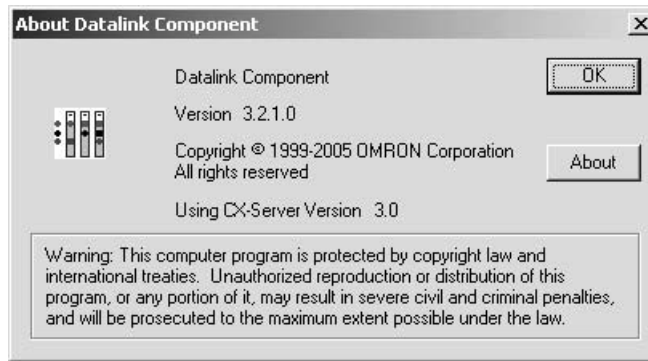 About Datalink Component
Datalink Component
OK
Version 3.2.1.0
Copyright © 1999-2005 OMRON Corporation
All rights reserved
About
Using CX-Server Version 3.0
Warning: This computer program is protected by copyright law and
international treaties. Unauthorized reproduction or distribution of this
program, or any portion of it, may result in severe civil and criminal penalties,
and will be prosecuted to the maximum extent possible under the law.